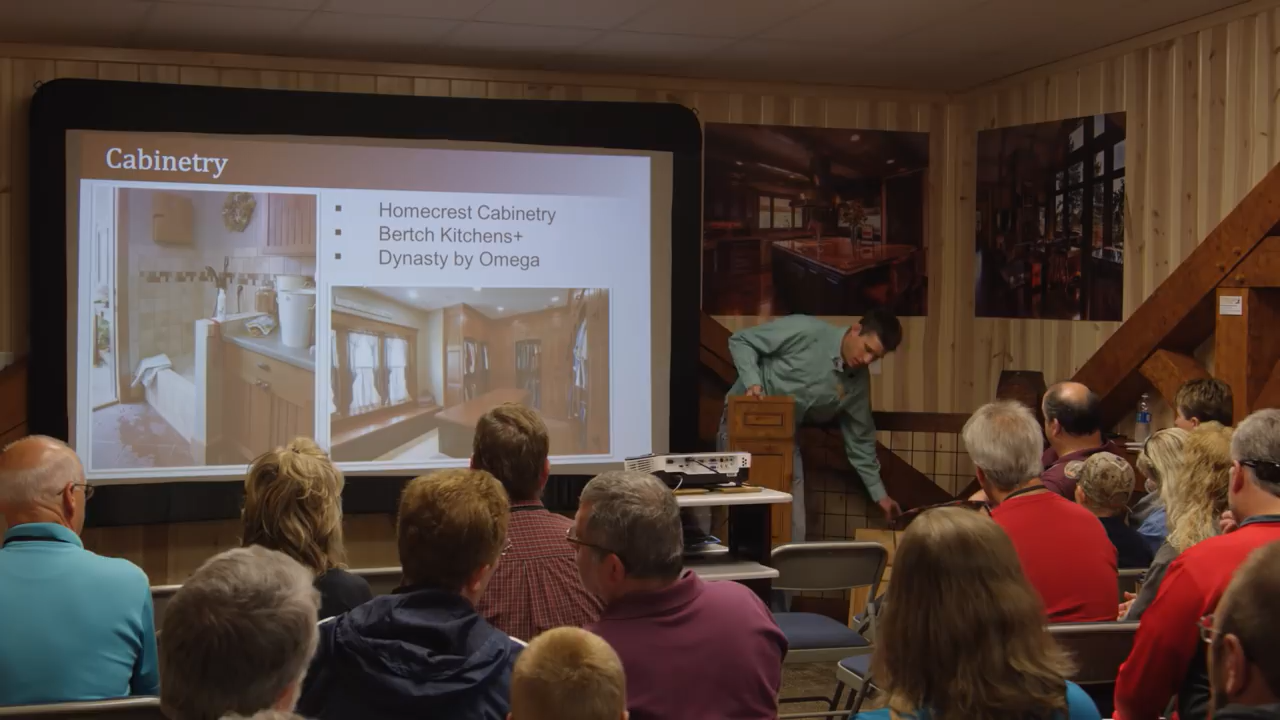 Cabinetry
Homecrest Cabinetry
Bertch Kitchens+
Dynasty by Omega